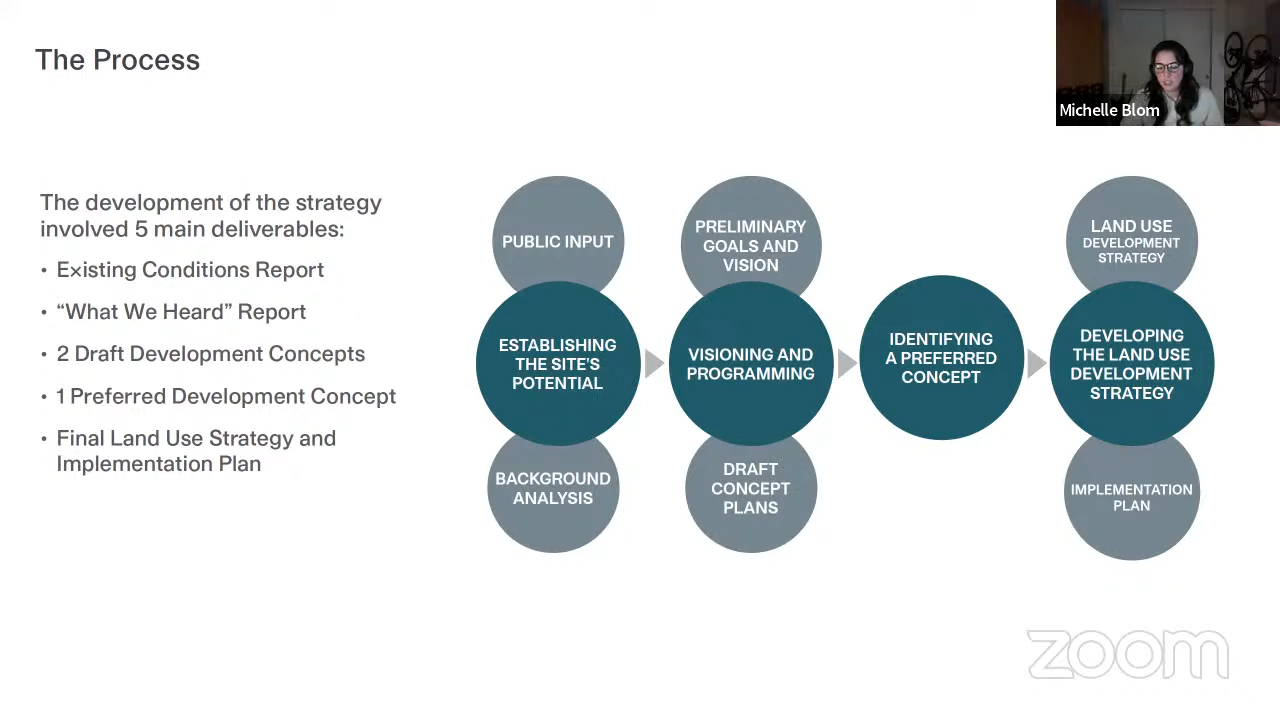 The Process
Michelle Blom
The development of the strategy
involved 5 main deliverables:
• Existing Conditions Report
• “What We Heard” Report
• 2 Draft Development Concepts
• 1 Preferred Development Concept
• Final Land Use Strategy and
Implementation Plan
PUBLIC INPUT
ESTABLISHING
THE SITE'S
POTENTIAL
BACKGROUND
ANALYSIS
PRELIMINARY
GOALS AND
VISION
VISIONING AND
PROGRAMMING
DRAFT
CONCEPT
PLANS
IDENTIFYING
A PREFERRED
CONCEPT
LAND USE
DEVELOPMENT
STRATEGY
DEVELOPING
THE LAND USE
DEVELOPMENT
STRATEGY
IMPLEMENTATION
PLAN
zoom